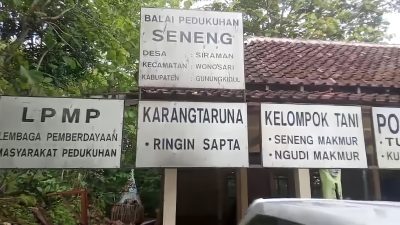 BALAI PEDUKUHAN
SENENG
DESA : SIRAMAN
KECAMATAN : WONOSARI
KABUPATEN : GUNUNGKIDUL
LPMP
LEMBAGA PEMBERDAYAAN
MASYARAKAT PEDUKUHAN
KARANGTARUNA
• RINGIN SAPTA
KELOMPOK TANI
• SENENG MAKMUR
• NGUDI MAKMUR
PO
• TU
• KU